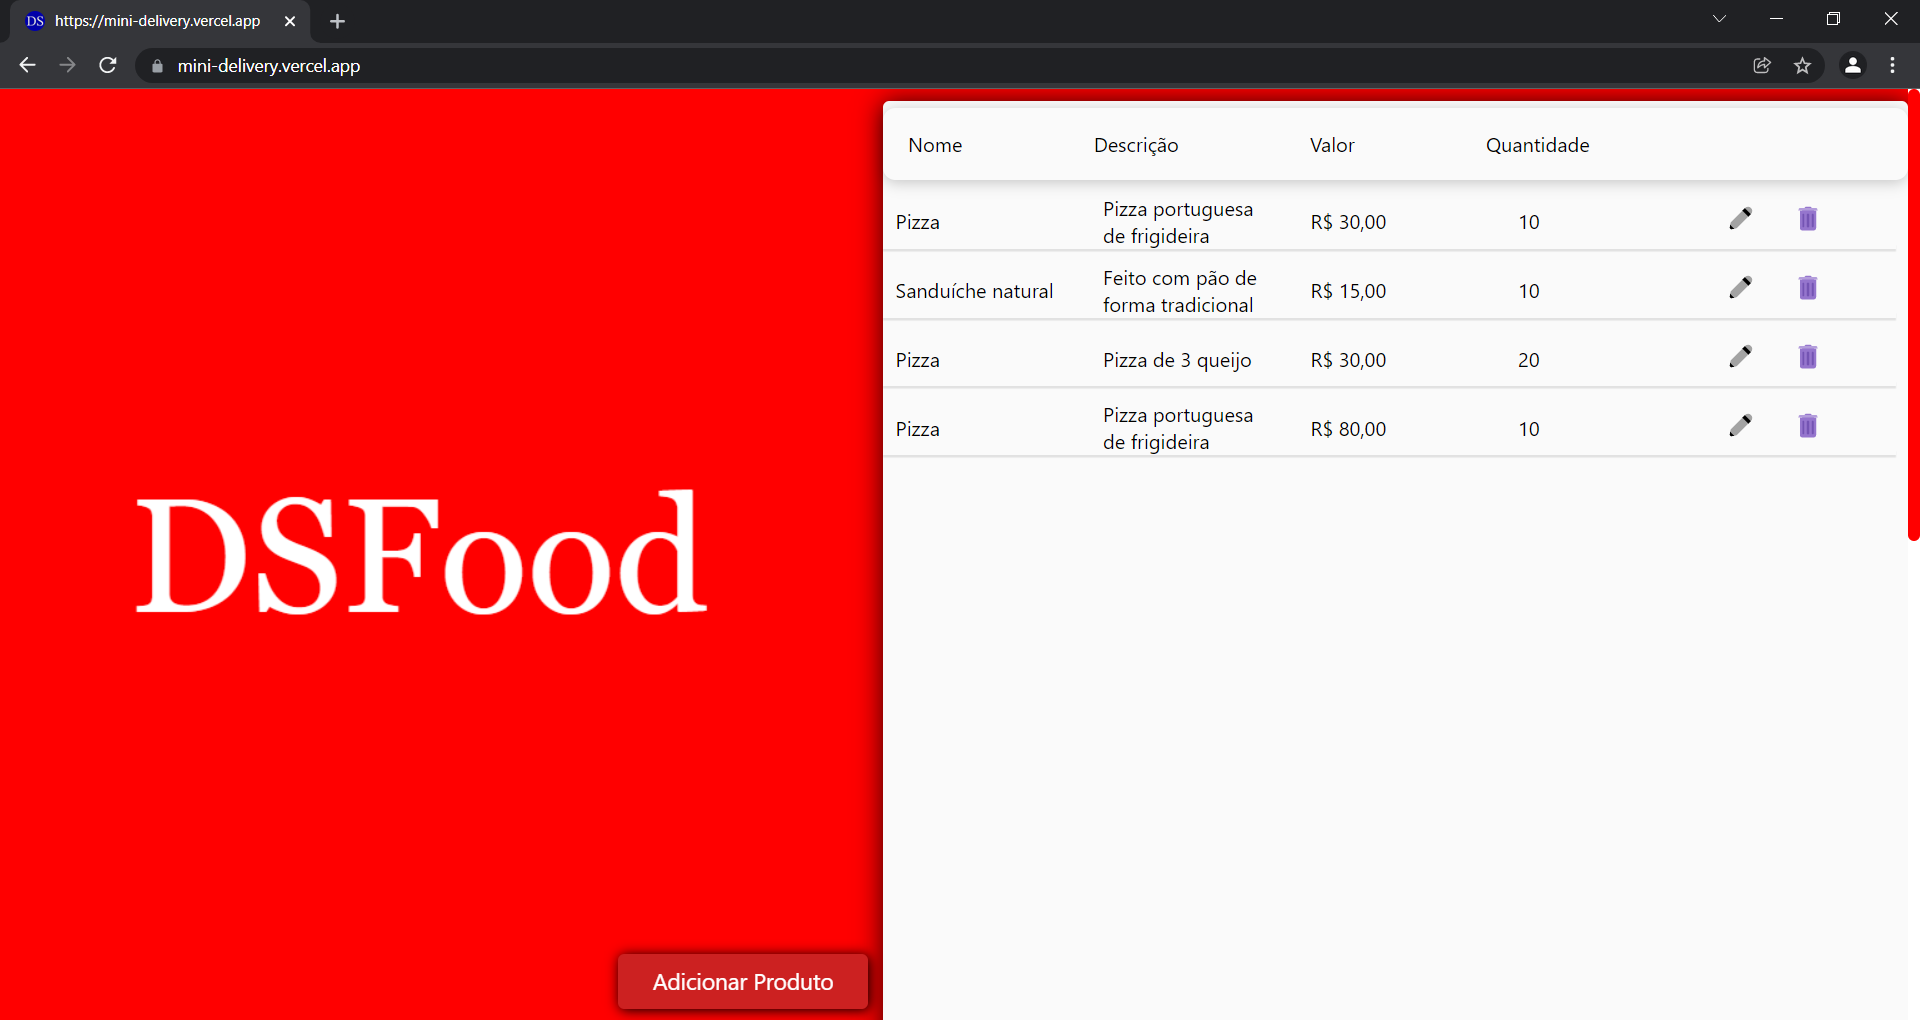 DS https://mini-delivery.vercel.app
mini-delivery.vercel.app
DSFood
Adicionar Produto
Nome Descrição Valor Quantidade
Pizza Pizza portuguesa de frigideira R$ 30,00 10
Sanduíche natural Feito com pão de forma tradicional R$ 15,00 10
Pizza Pizza de 3 queijo R$ 30,00 20
Pizza Pizza portuguesa de frigideira R$ 80,00 10